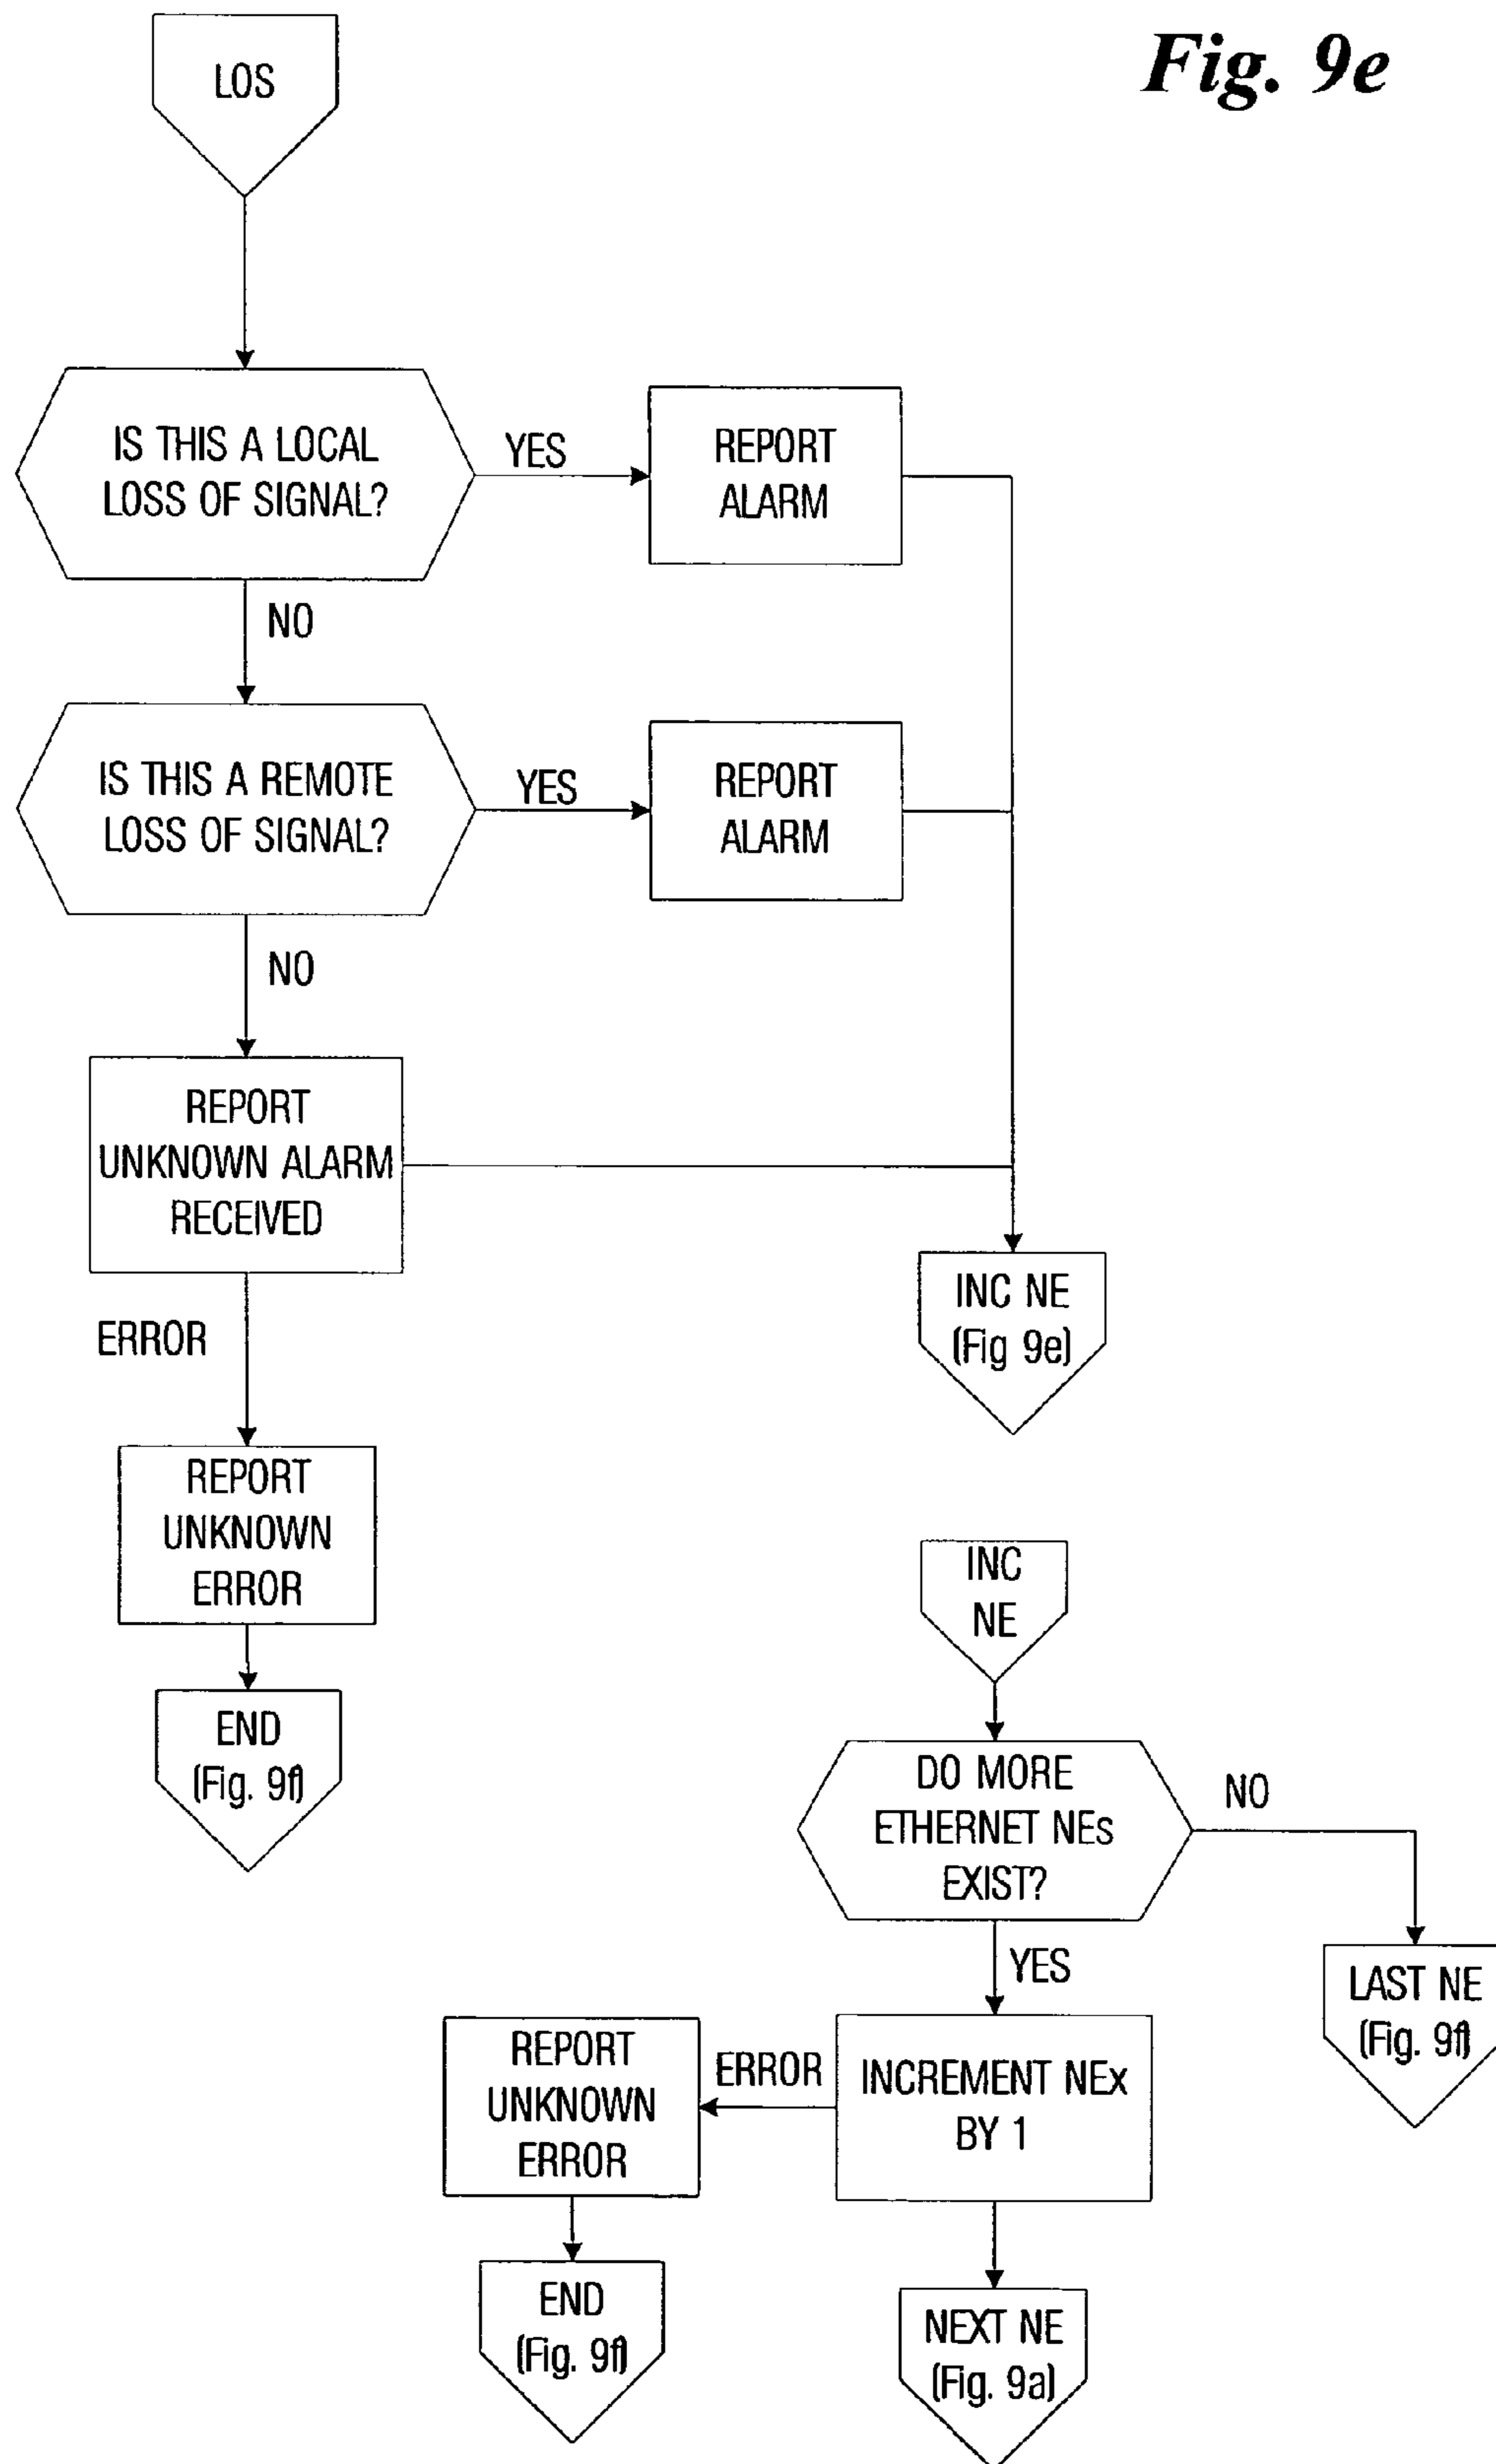 Fig. 9e
LOS
IS THIS A LOCAL
LOSS OF SIGNAL?
YES
REPORT
ALARM
NO
IS THIS A REMOTE
LOSS OF SIGNAL?
YES
REPORT
ALARM
NO
REPORT
UNKNOWN ALARM
RECEIVED
INC NE
(Fig 9e)
ERROR
REPORT
UNKNOWN
ERROR
END
(Fig. 9f)
INC
NE
DO MORE
ETHERNET NEs
EXIST?
NO
LAST NE
(Fig. 9f)
YES
INCREMENT NEx
BY 1
ERROR
REPORT
UNKNOWN
ERROR
END
(Fig. 9f)
NEXT NE
(Fig. 9a)